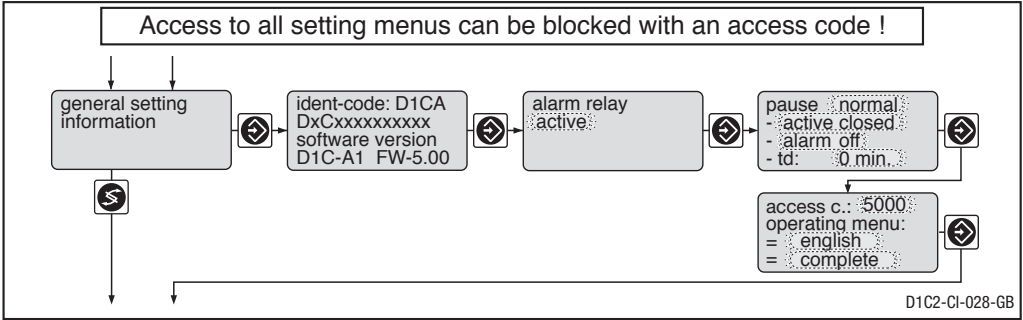 Access to all setting menus can be blocked with an access code !
general setting
information
ident-code: D1CA
DxCxxxxxxxxxx
software version
D1C-A1 FW-5.00
alarm relay
active
pause normal
- active closed
- alarm off
- td: 0 min.
access c.: 5000
operating menu:
= english
= complete
D1C2-CI-028-GB